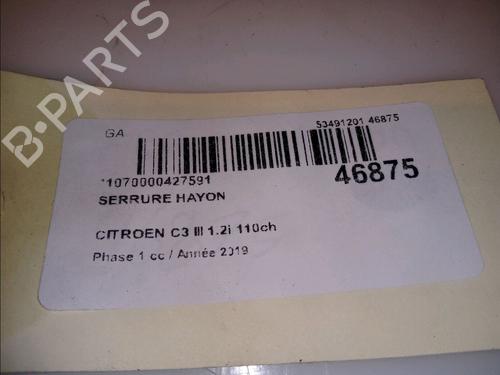 B-PARTS
GA
53491201 46875
*1070000427591
46875
SERRURE HAYON
CITROEN C3 III 1.2i 110ch
Phase 1 cc / Année 2019